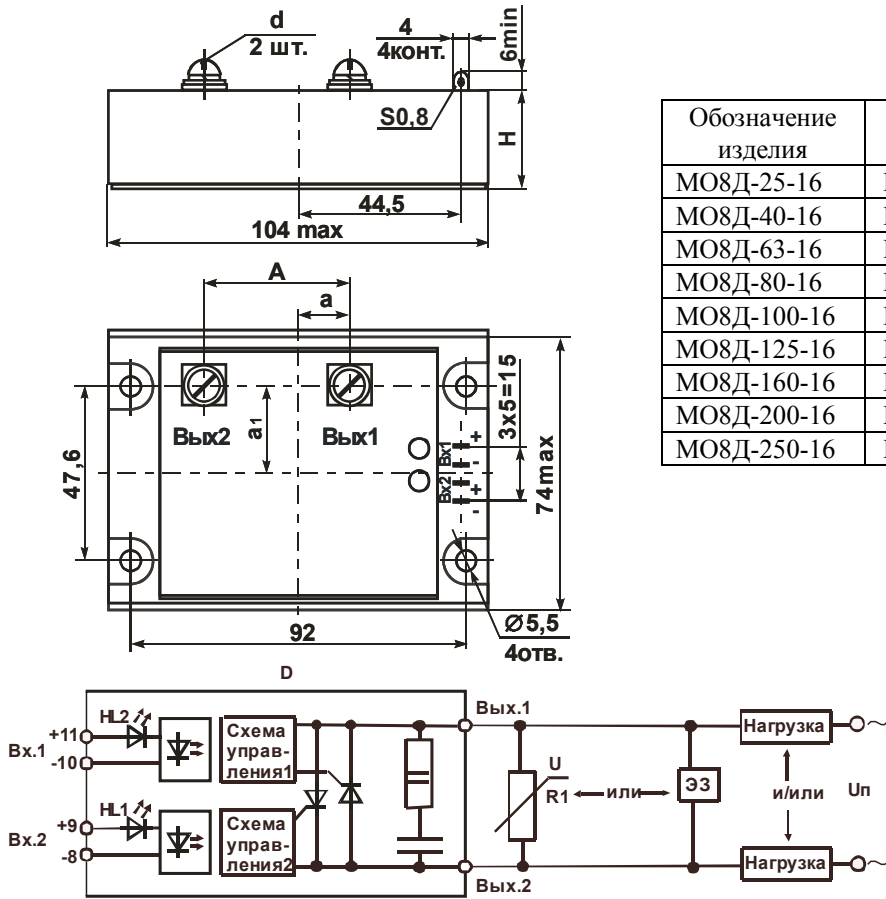 d
2 шт.
4
4конт.
6min
S0,8
H
44,5
104 max
Обозначение
изделия
МО8Д-25-16
МО8Д-40-16
МО8Д-63-16
МО8Д-80-16
МО8Д-100-16
МО8Д-125-16
МО8Д-160-16
МО8Д-200-16
МО8Д-250-16
A
a
a1
47,6
Вых2
Вых1
Вх1
+
-
Вх2
+
-
3x5=15
74max
92
Ø5,5
4отв.
D
HL2
+11
Вх.1
-10
Схема
управ-
ления1
HL1
+9
Вх.2
-8
Схема
управ-
ления2
Вых.1
U
R1
или
ЭЗ
Нагрузка
~
и/или
Uп
Нагрузка
~
Вых.2